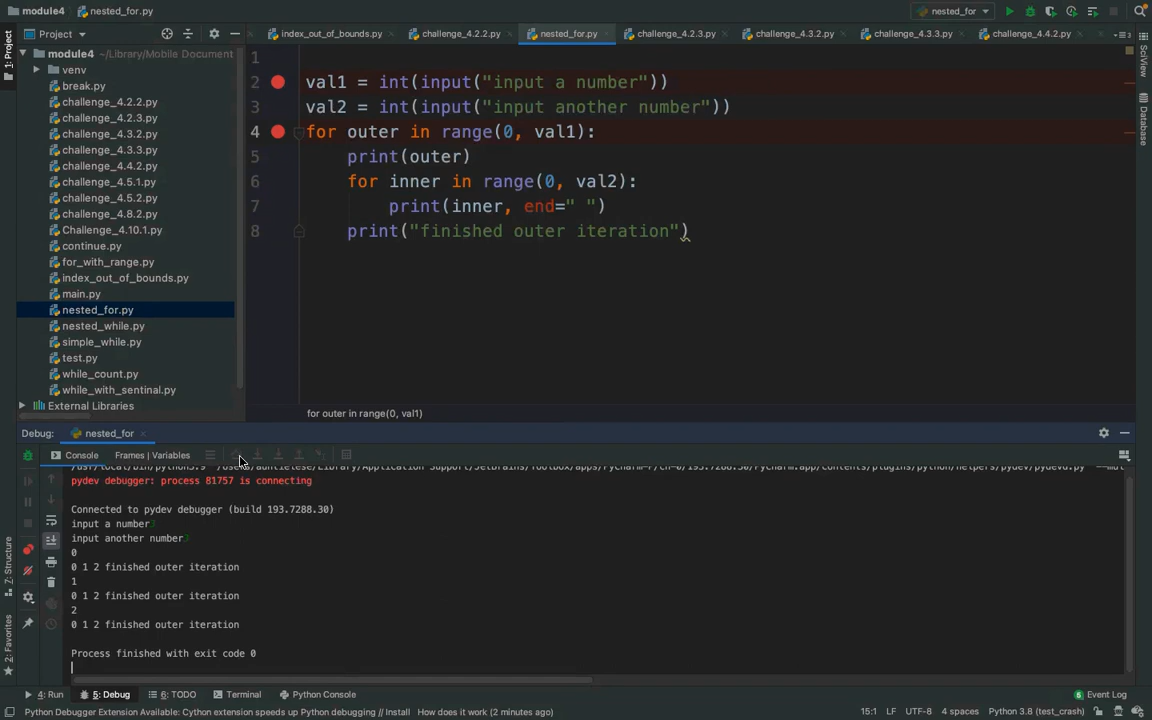 module4 nested_for.py nested_for
Project index_out_of_bounds.py challenge_4.2.2.py nested_for.py challenge_4.2.3.py challenge_4.3.2.py challenge_4.3.3.py challenge_4.4.2.py
1: Project
SciView
Database
7: Structure
2: Favorites
module4 ~/Library/Mobile Document
venv
break.py
challenge_4.2.2.py
challenge_4.2.3.py
challenge_4.3.2.py
challenge_4.3.3.py
challenge_4.4.2.py
challenge_4.5.1.py
challenge_4.5.2.py
challenge_4.8.2.py
Challenge_4.10.1.py
continue.py
for_with_range.py
index_out_of_bounds.py
main.py
nested_for.py
nested_while.py
simple_while.py
test.py
while_count.py
while_with_sentinal.py
External Libraries
1
2 val1 = int(input("input a number"))
3 val2 = int(input("input another number"))
4 for outer in range(0, val1):
5 print(outer)
6 for inner in range(0, val2):
7 print(inner, end=" ")
8 print("finished outer iteration")
for outer in range(0, val1)
Debug: nested_for
Console Frames | Variables
pydev debugger: process 81757 is connecting
Connected to pydev debugger (build 193.7288.30)
input a number3
input another number3
0
0 1 2 finished outer iteration
1
0 1 2 finished outer iteration
2
0 1 2 finished outer iteration
Process finished with exit code 0
4: Run 5: Debug 6: TODO Terminal Python Console 6 Event Log
Python Debugger Extension Available: Cython extension speeds up Python debugging // Install How does it work (2 minutes ago) 15:1 LF UTF-8 4 spaces Python 3.8 (test_crash)